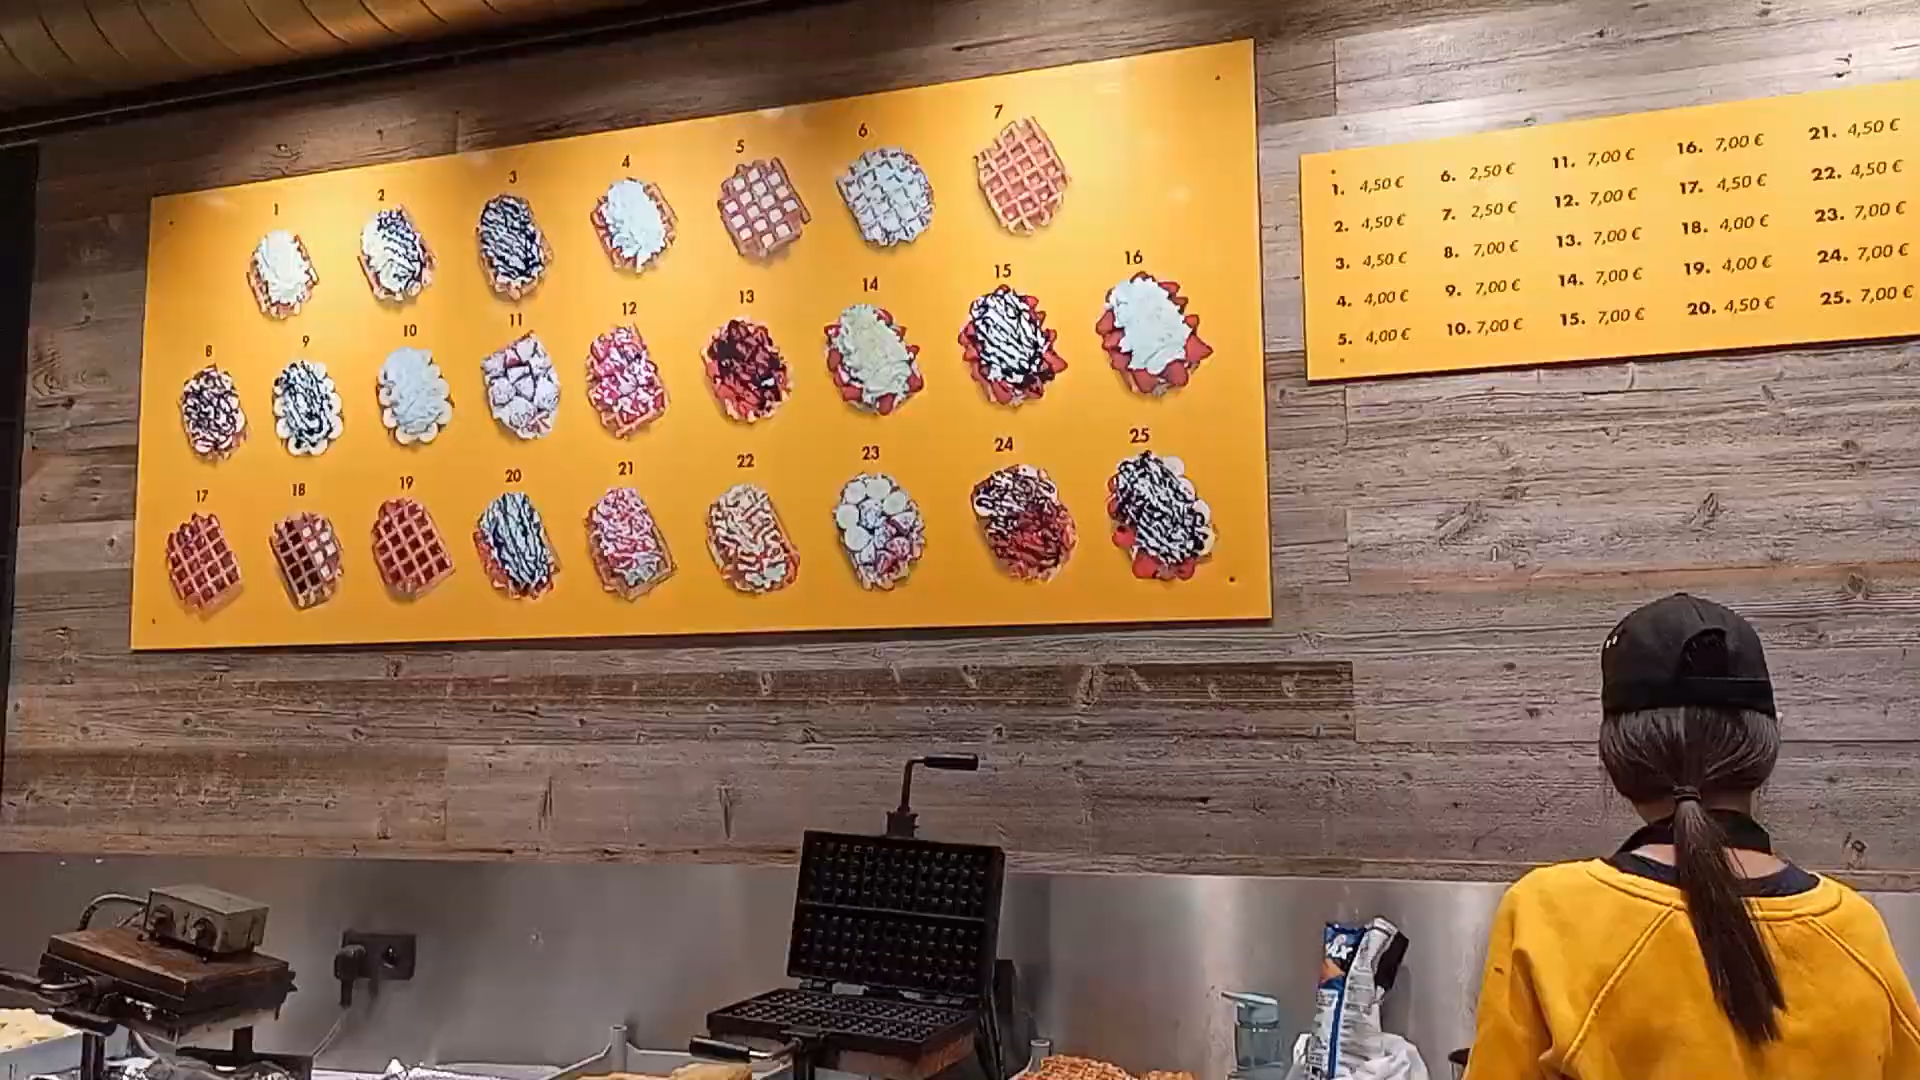 1 2 3 4 5 6 7
8 9 10 11 12 13 14 15 16
17 18 19 20 21 22 23 24 25
1. 4,50 € 6. 2,50 € 11. 7,00 € 16. 7,00 € 21. 4,50 €
2. 4,50 € 7. 2,50 € 12. 7,00 € 17. 4,50 € 22. 4,50 €
3. 4,50 € 8. 7,00 € 13. 7,00 € 18. 4,00 € 23. 7,00 €
4. 4,00 € 9. 7,00 € 14. 7,00 € 19. 4,00 € 24. 7,00 €
5. 4,00 € 10. 7,00 € 15. 7,00 € 20. 4,50 € 25. 7,00 €